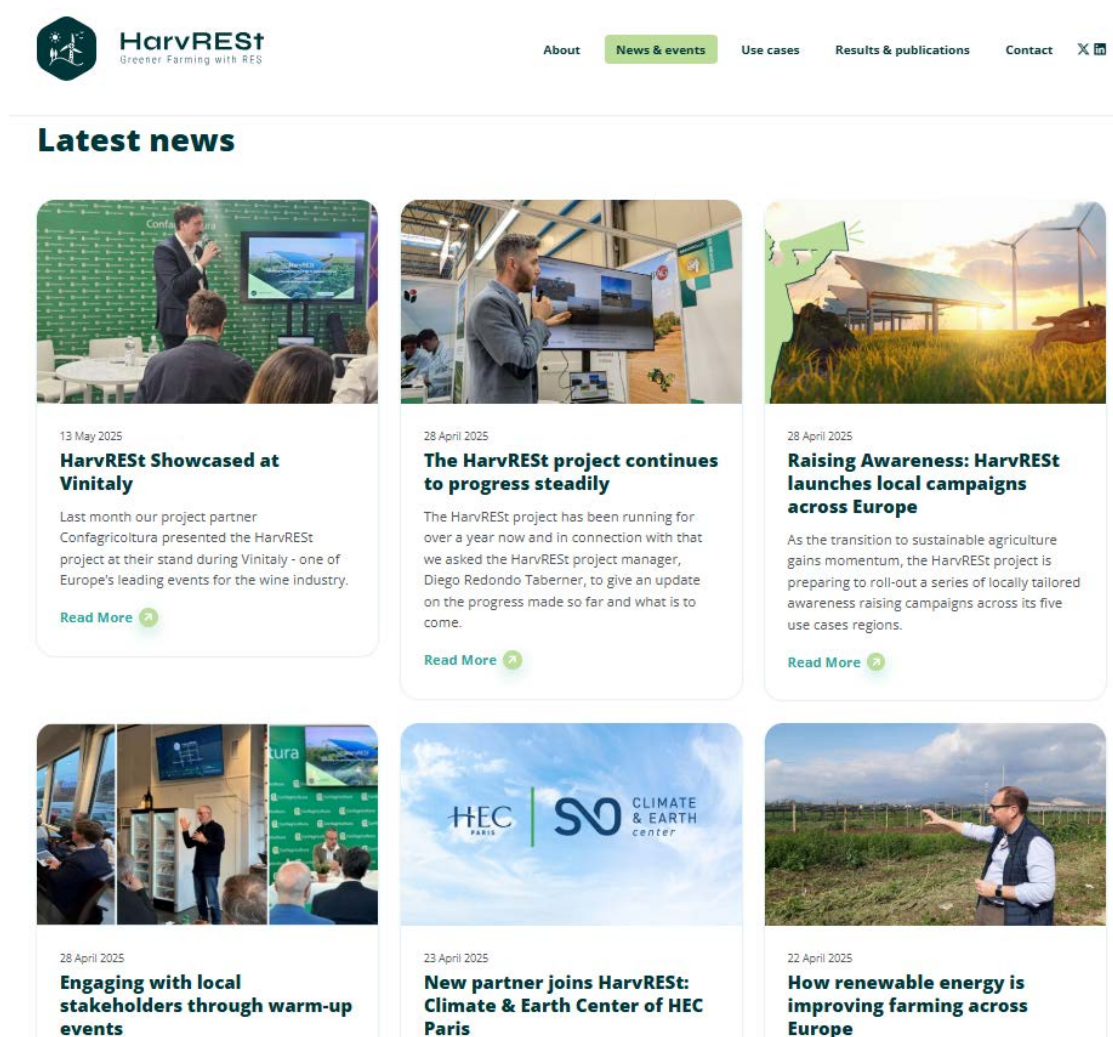 HarvRESt
Greener Farming with RES
About
News & events
Use cases
Results & publications
Contact
Latest news
13 May 2025
HarvRESt Showcased at
Vinitaly
Last month our project partner
Confagricoltura presented the HarvRESt
project at their stand during Vinitaly - one of
Europe's leading events for the wine industry.
Read More
28 April 2025
The HarvRESt project continues
to progress steadily
The HarvRESt project has been running for
over a year now and in connection with that
we asked the HarvRESt project manager,
Diego Redondo Taberner, to give an update
on the progress made so far and what is to
come.
Read More
28 April 2025
Raising Awareness: HarvRESt
launches local campaigns
across Europe
As the transition to sustainable agriculture
gains momentum, the HarvRESt project is
preparing to roll-out a series of locally tailored
awareness raising campaigns across its five
use cases regions.
Read More
28 April 2025
Engaging with local
stakeholders through warm-up
events
HEC
PARIS
CLIMATE
& EARTH
center
23 April 2025
New partner joins HarvRESt:
Climate & Earth Center of HEC
Paris
22 April 2025
How renewable energy is
improving farming across
Europe